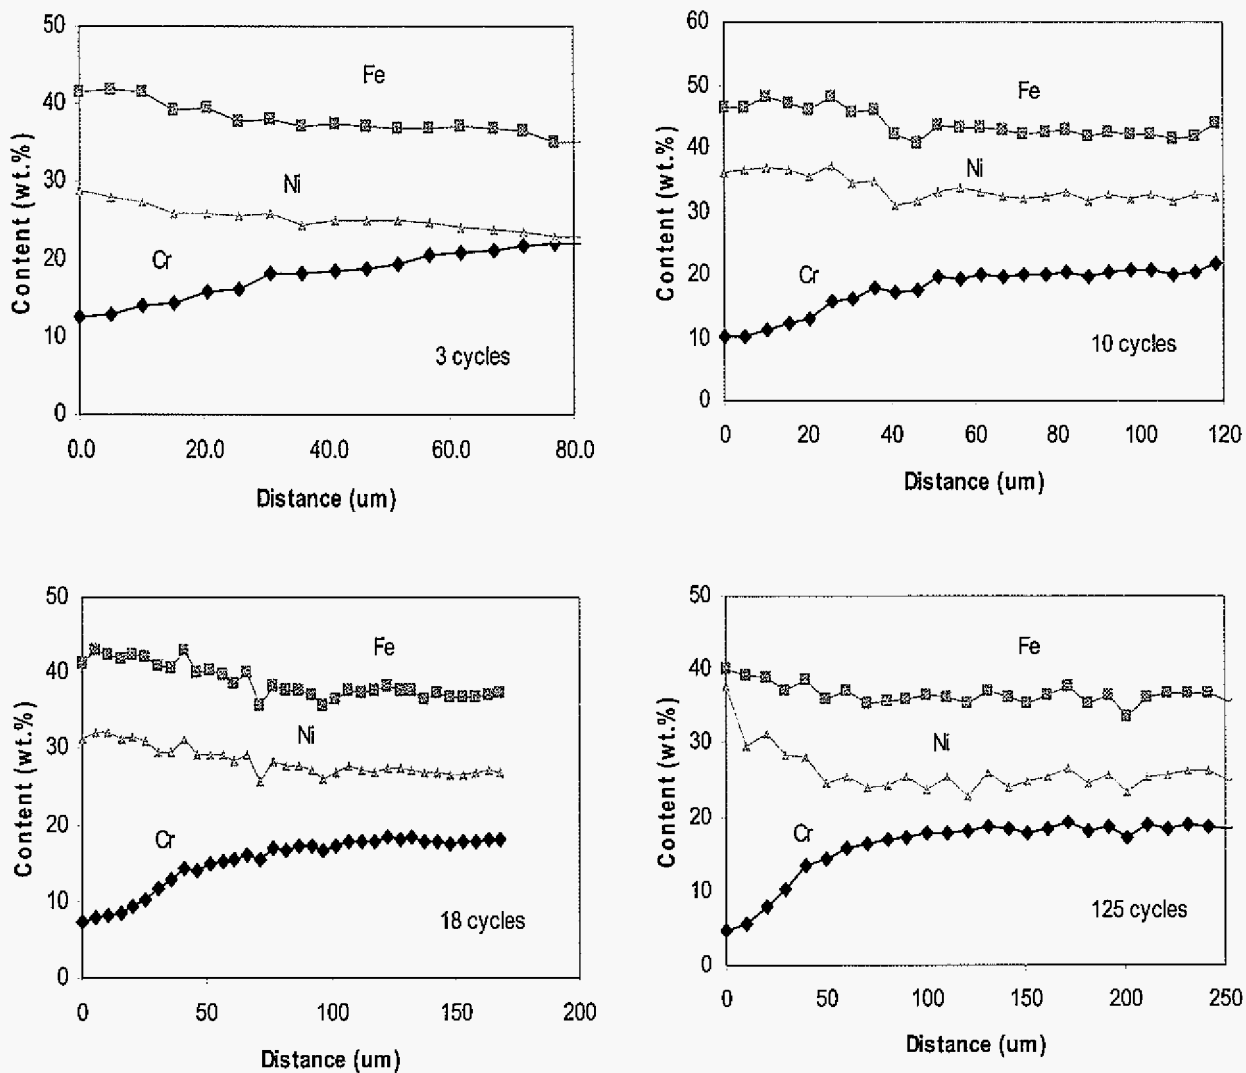 50
40
30
20
10
0
Content (wt.%)
Fe
Ni
Cr
3 cycles
0.0 20.0 40.0 60.0 80.0
Distance (um)
60
50
40
30
20
10
0
Content (wt.%)
Fe
Ni
Cr
10 cycles
0 20 40 60 80 100 120
Distance (um)
50
40
30
20
10
0
Content (wt.%)
Fe
Ni
Cr
18 cycles
0 50 100 150 200
Distance (um)
50
40
30
20
10
0
Content (wt.%)
Fe
Ni
Cr
125 cycles
0 50 100 150 200 250
Distance (um)